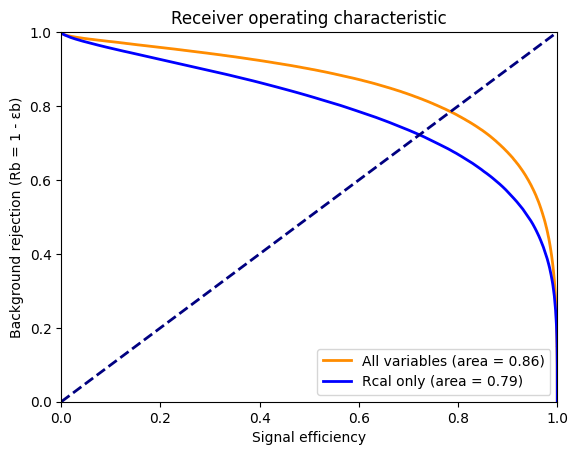 Receiver operating characteristic
Background rejection (Rb = 1 - εb)
1.0
0.8
0.6
0.4
0.2
0.0
0.0 0.2 0.4 0.6 0.8 1.0
Signal efficiency
All variables (area = 0.86)
Rcal only (area = 0.79)